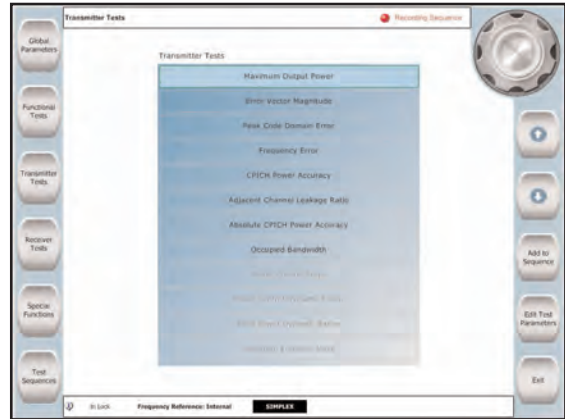 Transmitter Tests
Recording Sequence
Global Parameters
Functional Tests
Transmitter Tests
Receiver Tests
Special Functions
Test Sequences
Transmitter Tests
Maximum Output Power
Error Vector Magnitude
Peak Code Domain Error
Frequency Error
CPICH Power Accuracy
Adjacent Channel Leakage Ratio
Absolute CPICH Power Accuracy
Occupied Bandwidth
Add to Sequence
Edit Test Parameters
Exit
In Lock
Frequency Reference: Internal
SIMPLEX